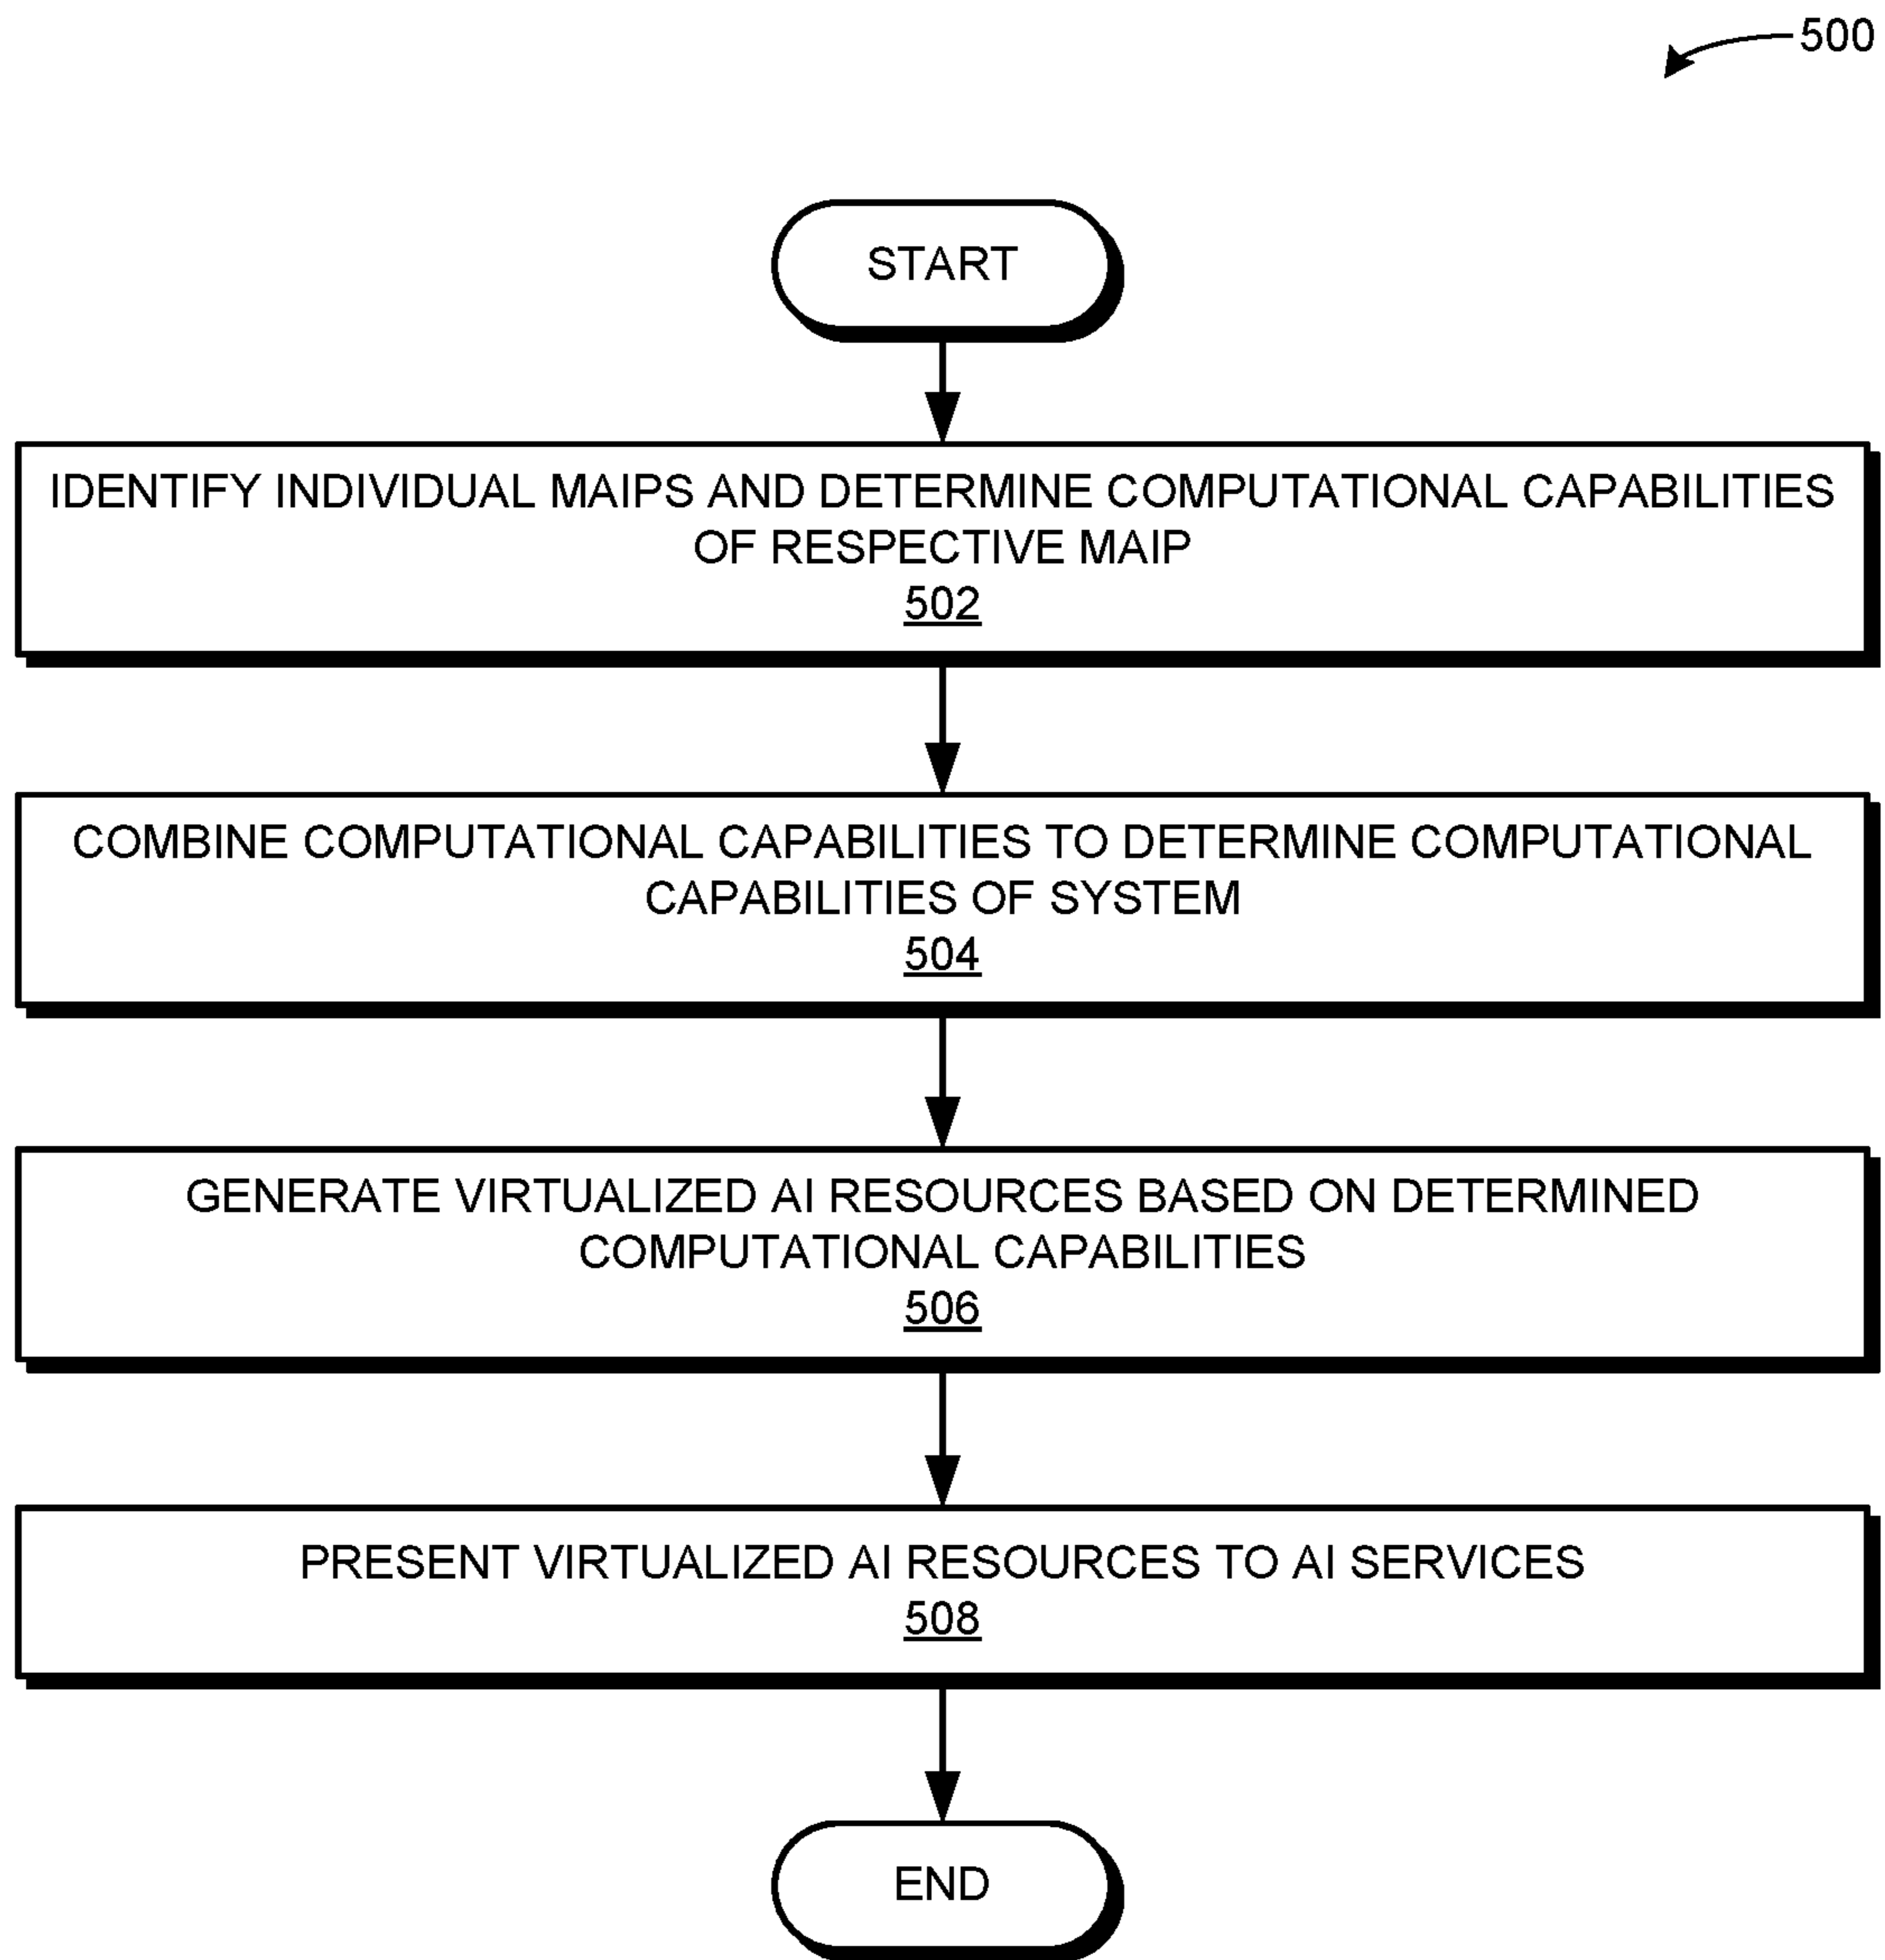 500
START
IDENTIFY INDIVIDUAL MAIPS AND DETERMINE COMPUTATIONAL CAPABILITIES
OF RESPECTIVE MAIP
502
COMBINE COMPUTATIONAL CAPABILITIES TO DETERMINE COMPUTATIONAL
CAPABILITIES OF SYSTEM
504
GENERATE VIRTUALIZED AI RESOURCES BASED ON DETERMINED
COMPUTATIONAL CAPABILITIES
506
PRESENT VIRTUALIZED AI RESOURCES TO AI SERVICES
508
END